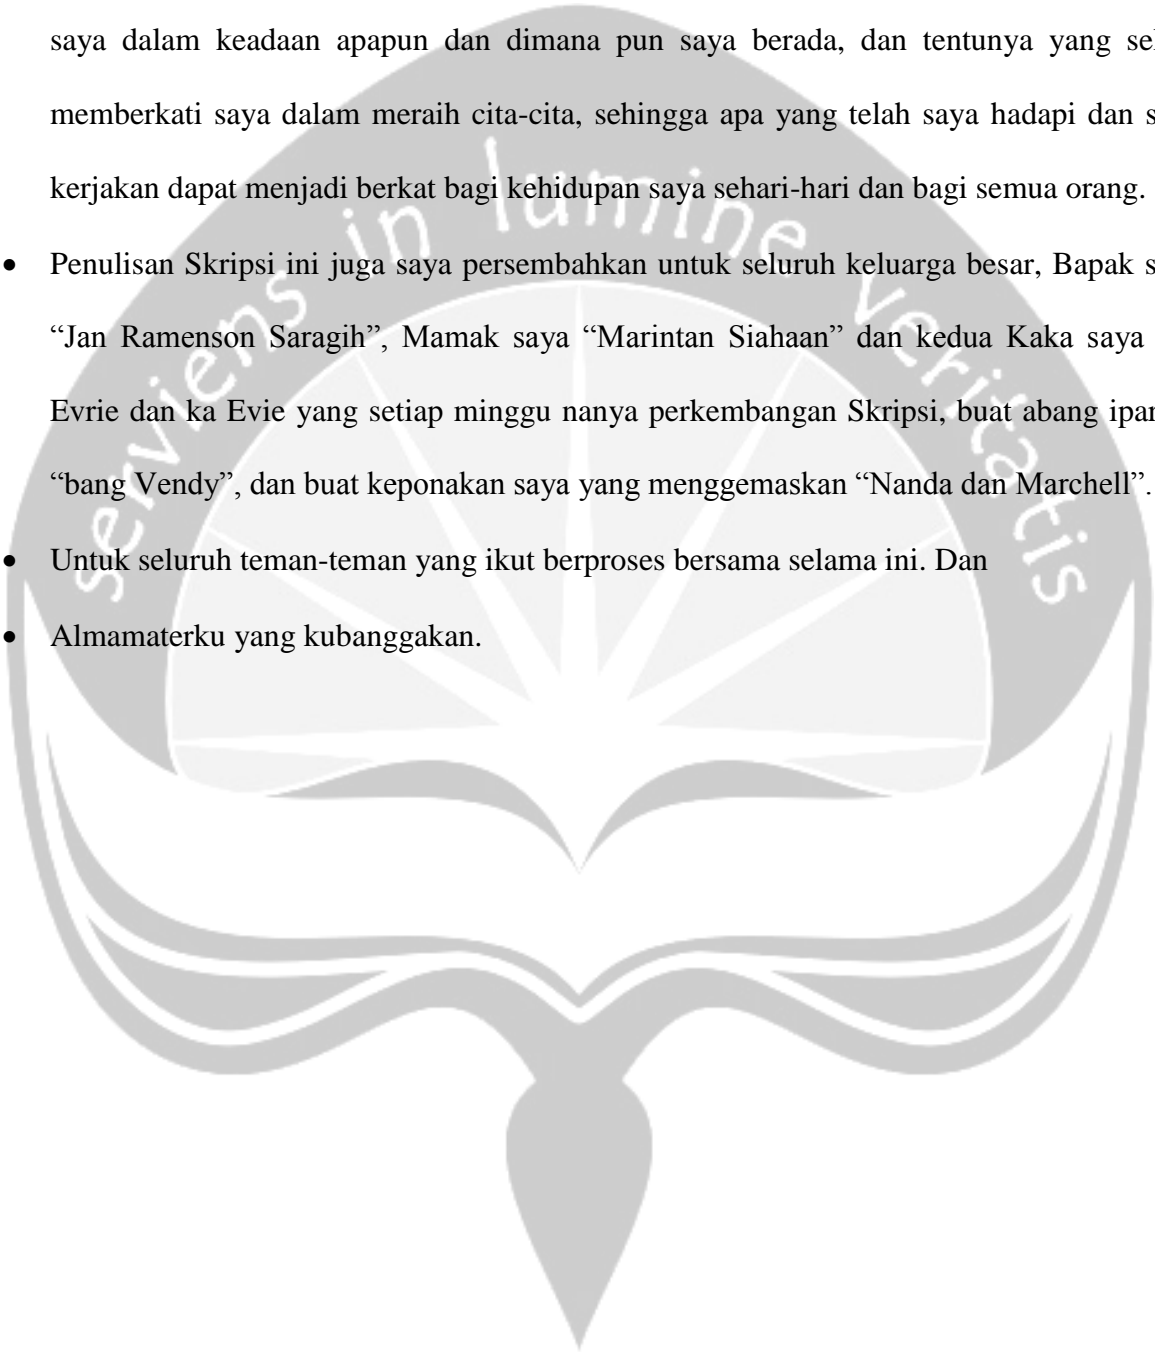 saya dalam keadaan apapun dan dimana pun saya berada, dan tentunya yang
memberkati saya dalam meraih cita-cita, sehingga apa yang telah saya hadapi dan
kerjakan dapat menjadi berkat bagi kehidupan saya sehari-hari dan bagi semua orang.
• Penulisan Skripsi ini juga saya persembahkan untuk seluruh keluarga besar, Bapak
“Jan Ramenson Saragih”, Mamak saya “Marintan Siahaan” dan kedua Kaka saya
Evrie dan ka Evie yang setiap minggu nanya perkembangan Skripsi, buat abang
“bang Vendy”, dan buat keponakan saya yang menggemaskan “Nanda dan Marchell”.
• Untuk seluruh teman-teman yang ikut berproses bersama selama ini. Dan
• Almamaterku yang kubanggakan.
serviens in lumine veritatis